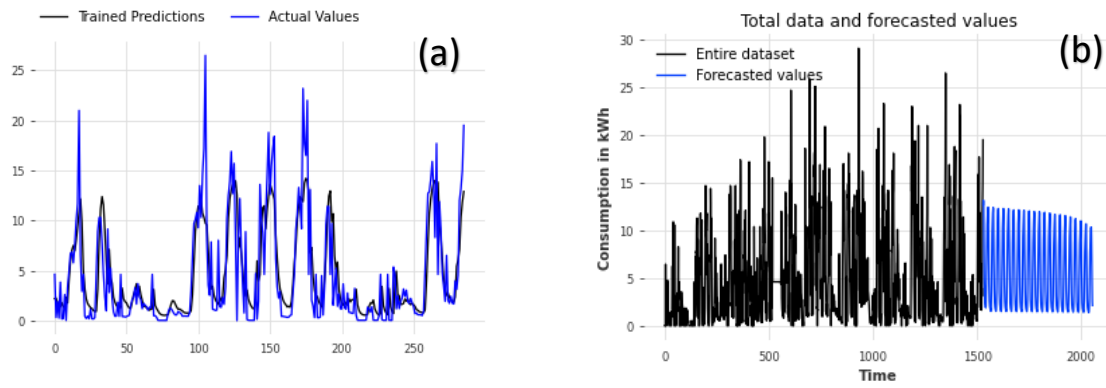 Trained Predictions Actual Values
(a)
25
20
15
10
5
0
0 50 100 150 200 250
Total data and forecasted values
(b)
Entire dataset
Forecasted values
Consumption in kWh
30
25
20
15
10
5
0
0 500 1000 1500 2000
Time